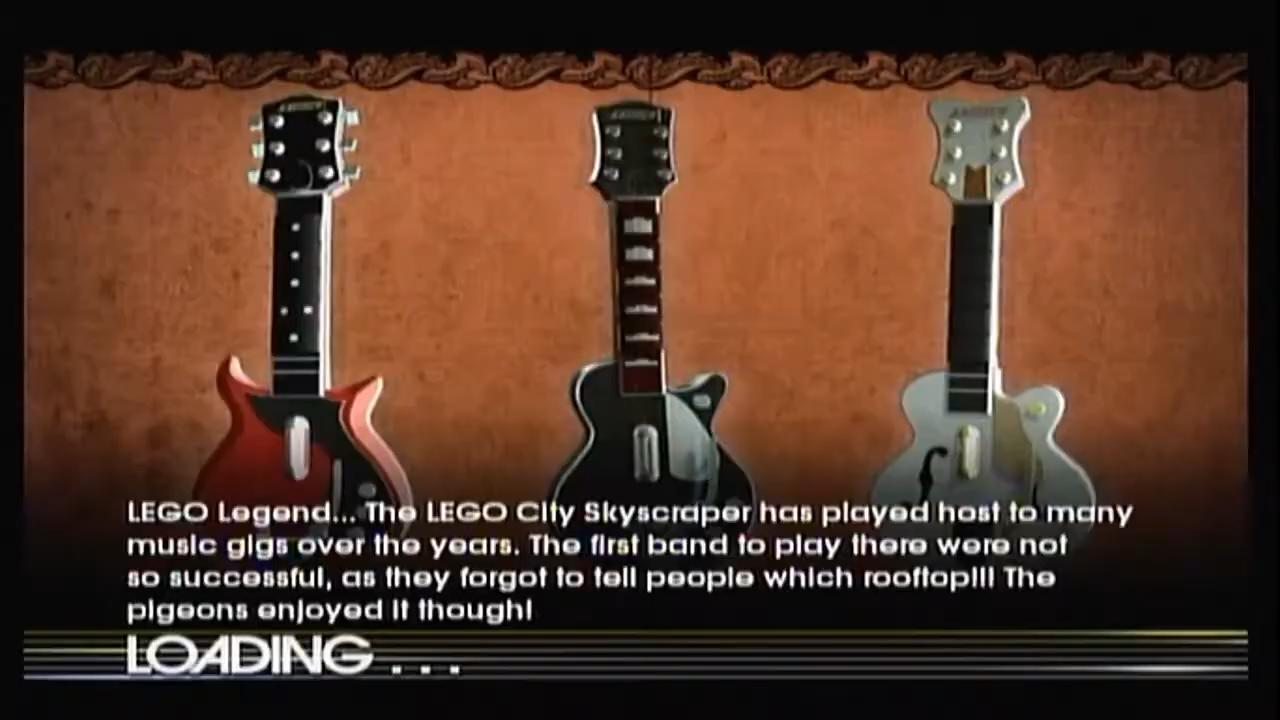 LEGO Legend... The LEGO City Skyscraper has played host to many
music gigs over the years. The first band to play there were not
so successful, as they forgot to tell people which rooftop!!! The
pigeons enjoyed it though!
LOADING . . .